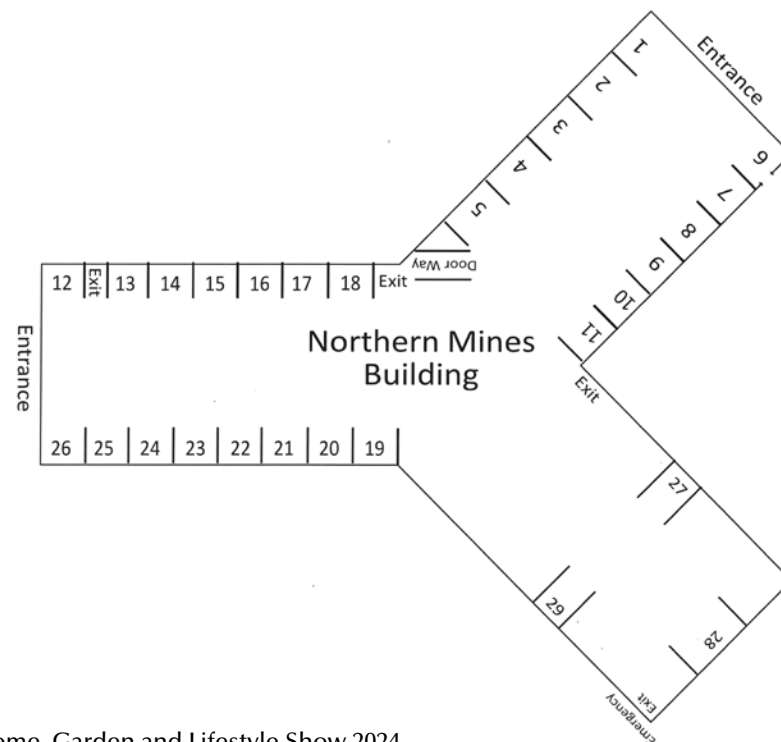 Entrance
1
2
3
4
5
6
7
8
9
10
11
Door Way
12 Exit 13 14 15 16 17 18 Exit
Entrance
Northern Mines
Building
Exit
26 25 24 23 22 21 20 19
27
29
28
Exit
Garden and Lifestyle Show 2024